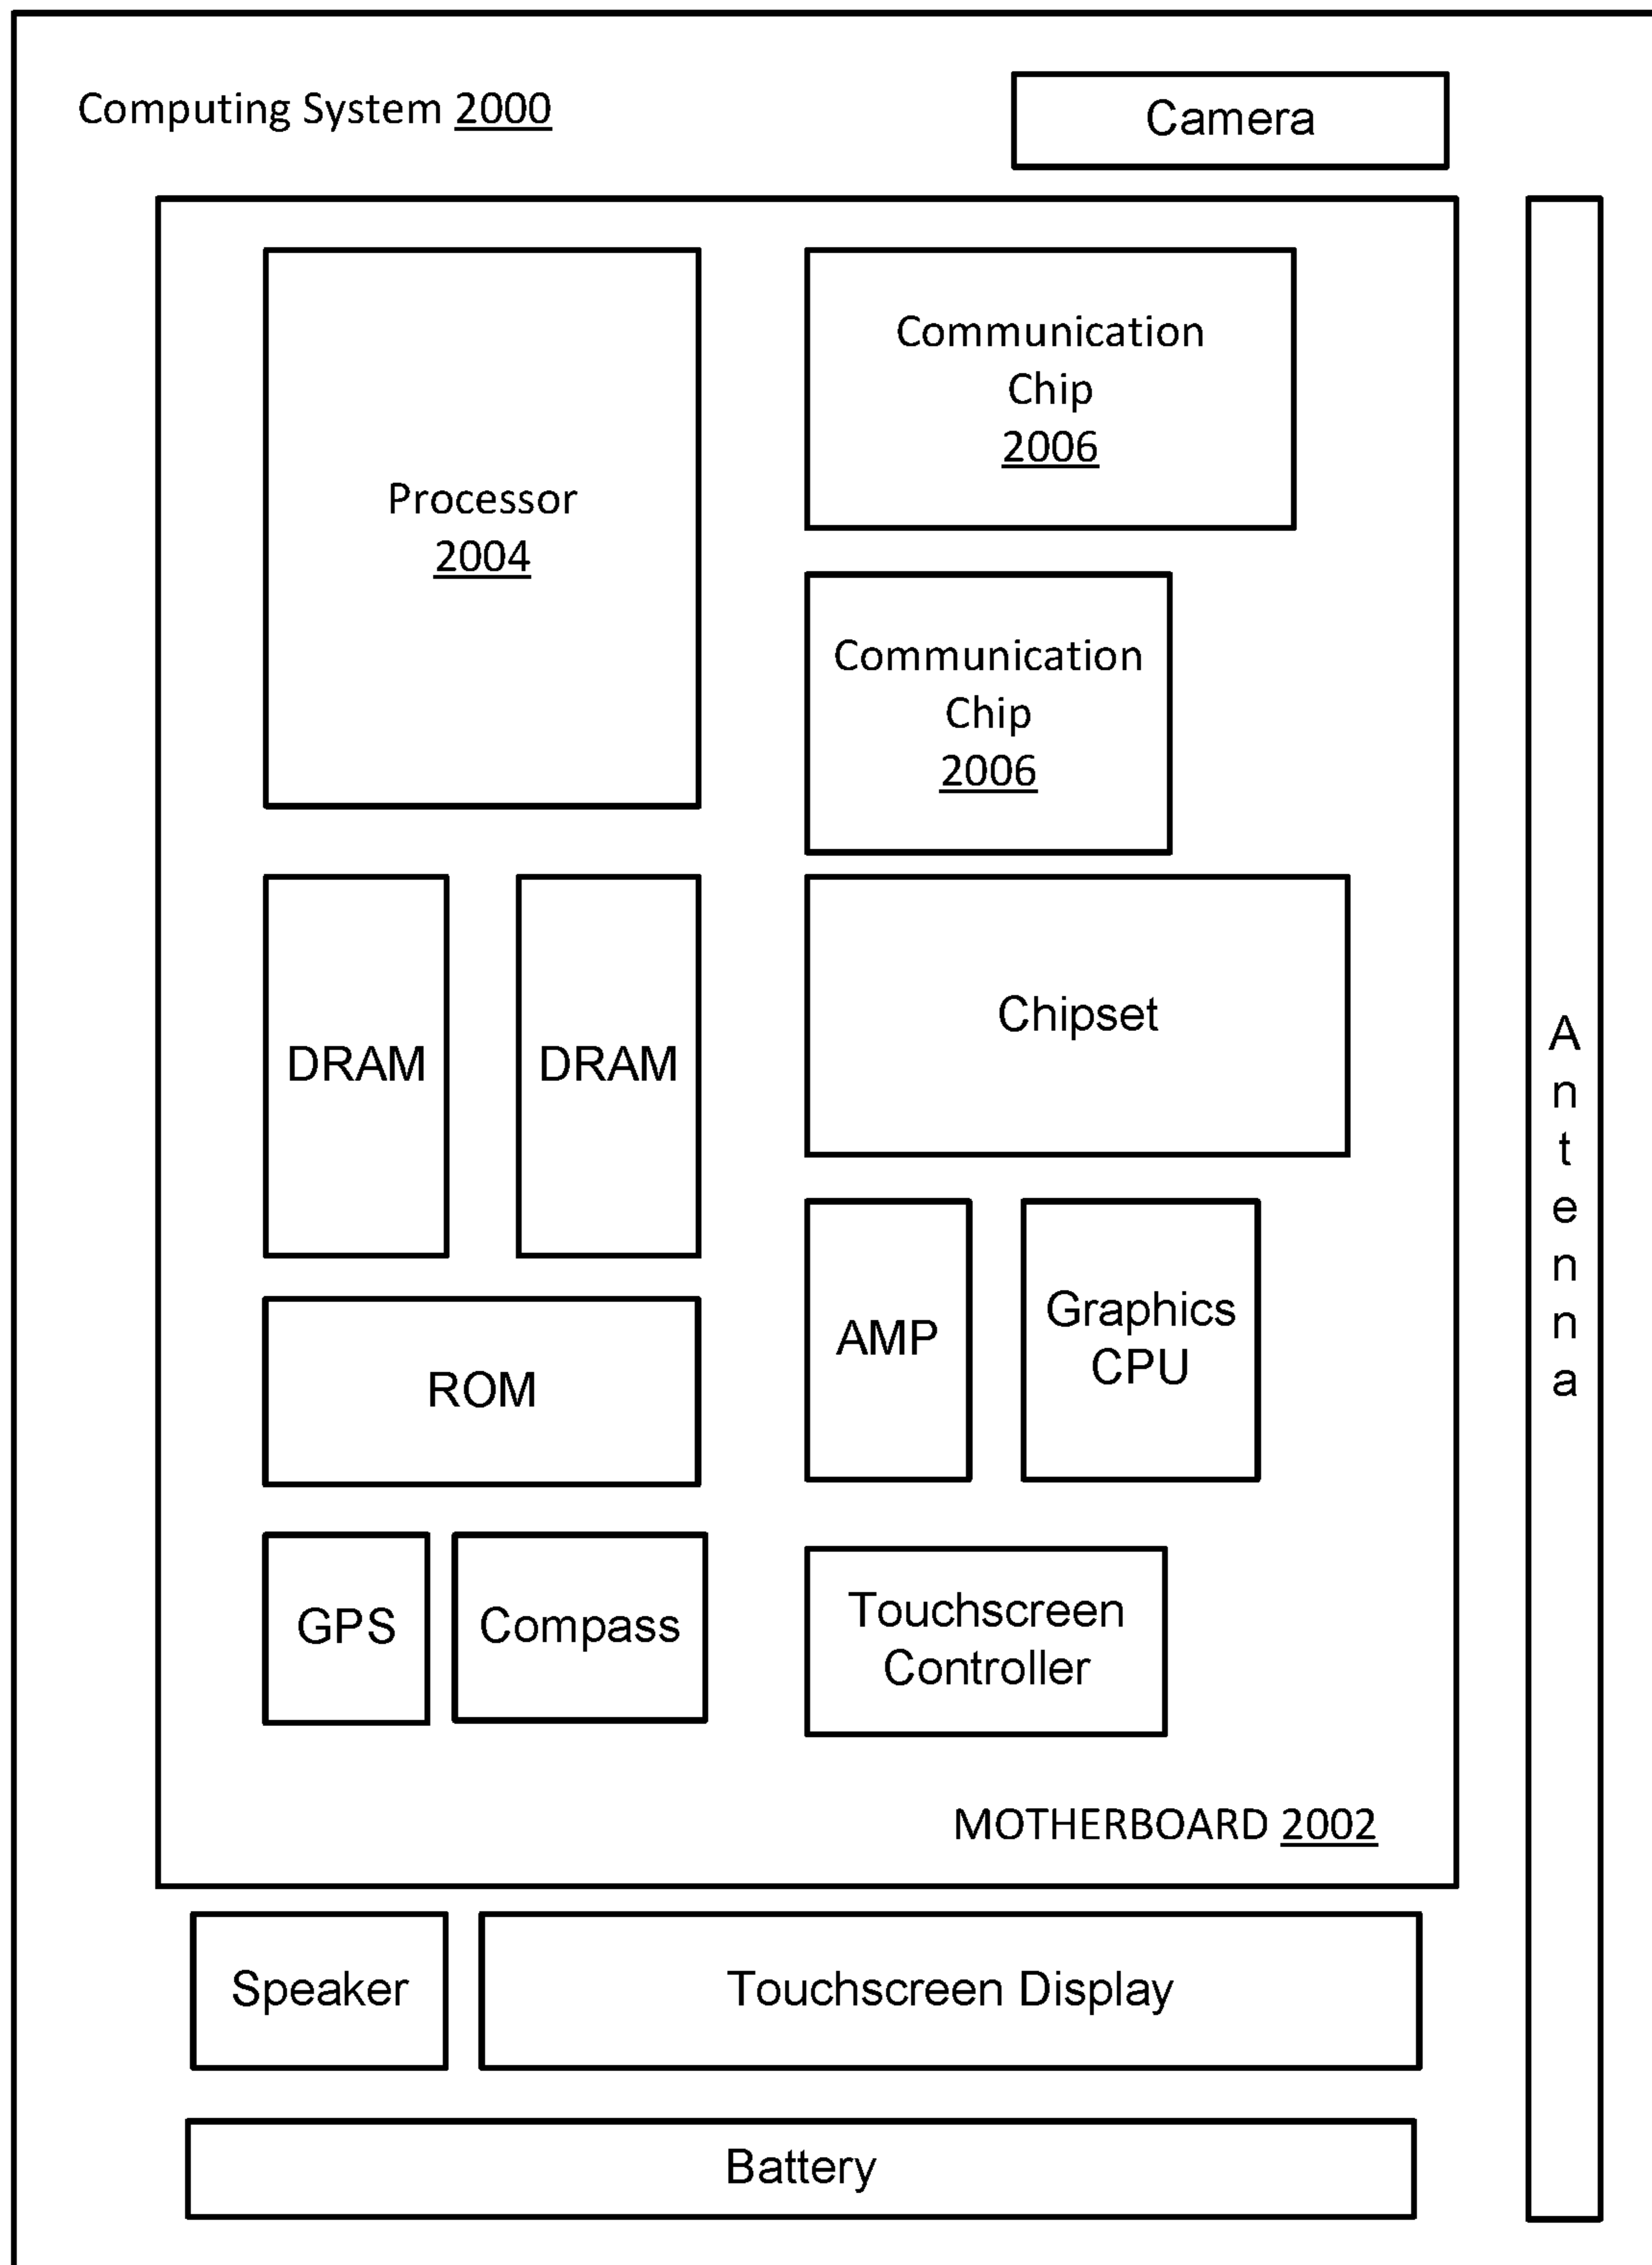 Computing System 2000
Camera
Processor
2004
Communication
Chip
2006
Communication
Chip
2006
DRAM
DRAM
Chipset
ROM
AMP
Graphics
CPU
GPS
Compass
Touchscreen
Controller
MOTHERBOARD 2002
Antenna
Speaker
Touchscreen Display
Battery